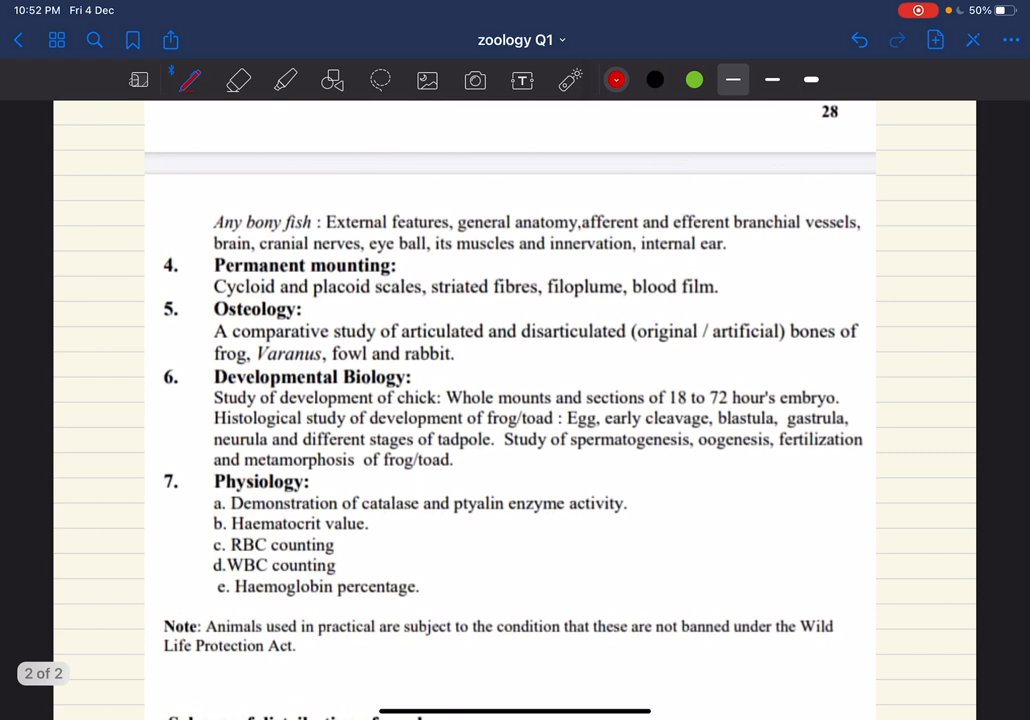 10:52 PM Fri 4 Dec
50%
zoology Q1
T
28
Any bony fish : External features, general anatomy,afferent and efferent branchial vessels,
brain, cranial nerves, eye ball, its muscles and innervation, internal ear.
4. Permanent mounting:
Cycloid and placoid scales, striated fibres, filoplume, blood film.
5. Osteology:
A comparative study of articulated and disarticulated (original / artificial) bones of
frog, Varanus, fowl and rabbit.
6. Developmental Biology:
Study of development of chick: Whole mounts and sections of 18 to 72 hour's embryo.
Histological study of development of frog/toad : Egg, early cleavage, blastula, gastrula,
neurula and different stages of tadpole. Study of spermatogenesis, oogenesis, fertilization
and metamorphosis of frog/toad.
7. Physiology:
a. Demonstration of catalase and ptyalin enzyme activity.
b. Haematocrit value.
c. RBC counting
d.WBC counting
e. Haemoglobin percentage.
Note: Animals used in practical are subject to the condition that these are not banned under the Wild
Life Protection Act.
2 of 2